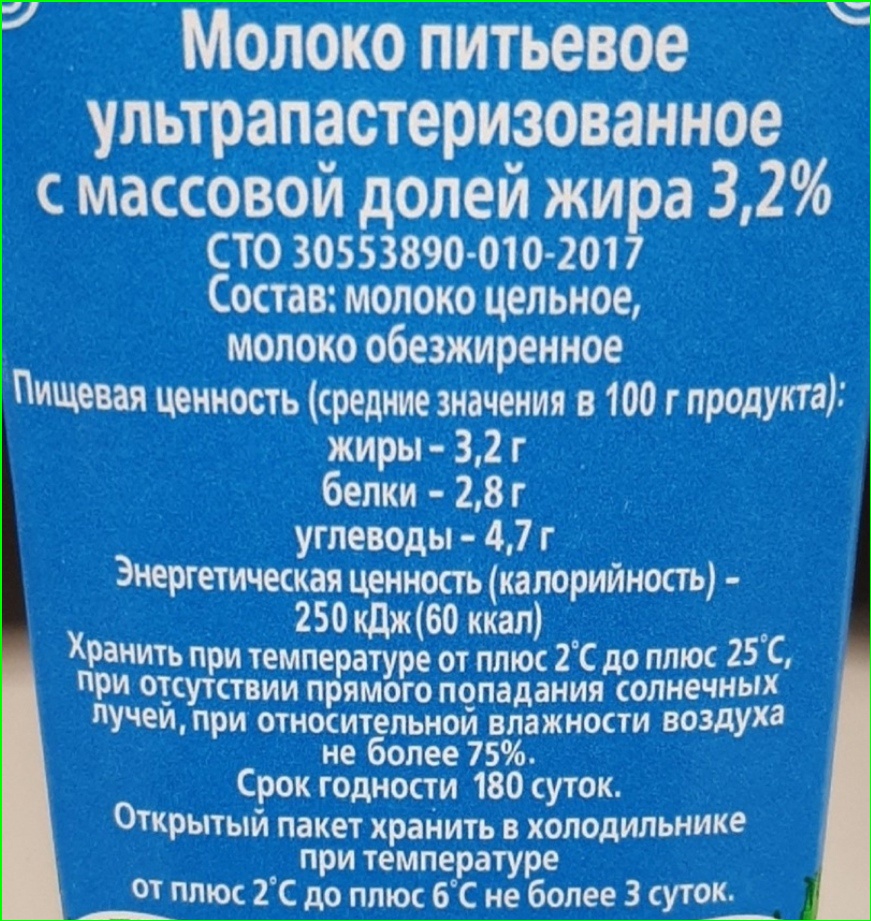 Молоко питьевое
ультрапастеризованное
с массовой долей жира 3,2%
СТО 30553890-010-2017
Состав: молоко цельное,
молоко обезжиренное
Пищевая ценность (средние значения в 100 г продукта):
жиры – 3,2 г
белки – 2,8 г
углеводы – 4,7 г
Энергетическая ценность (калорийность) –
250 кДж (60 ккал)
Хранить при температуре от плюс 2°С до плюс 25°С,
при отсутствии прямого попадания солнечных
лучей, при относительной влажности воздуха
не более 75%.
Срок годности 180 суток.
Открытый пакет хранить в холодильнике
при температуре
от плюс 2°С до плюс 6°С не более 3 суток.